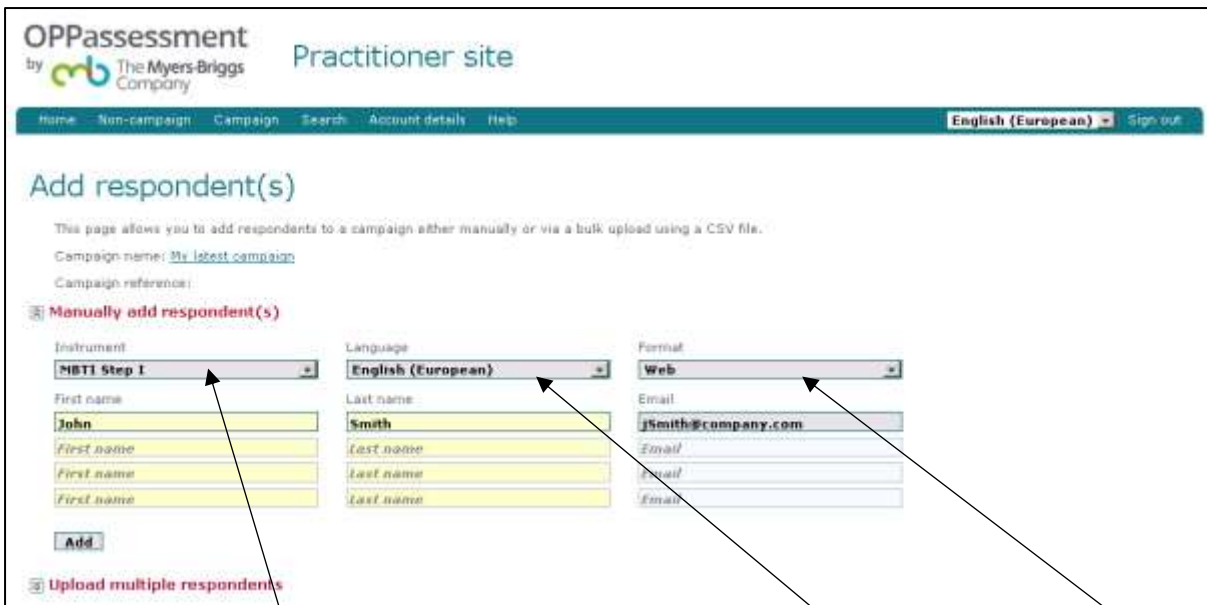 OPPassessment
by The Myers-Briggs Company
Practitioner site
Home Non-campaign Campaign Search Account details Help English (European) Sign out
Add respondent(s)
This page allows you to add respondents to a campaign either manually or via a bulk upload using a CSV file.
Campaign name: My latest campaign
Campaign reference:
Manually add respondent(s)
Instrument Language Format
MBTI Step I English (European) Web
First name Last name Email
John Smith jSmith@company.com
First name Last name Email
First name Last name Email
First name Last name Email
Add
Upload multiple respondents